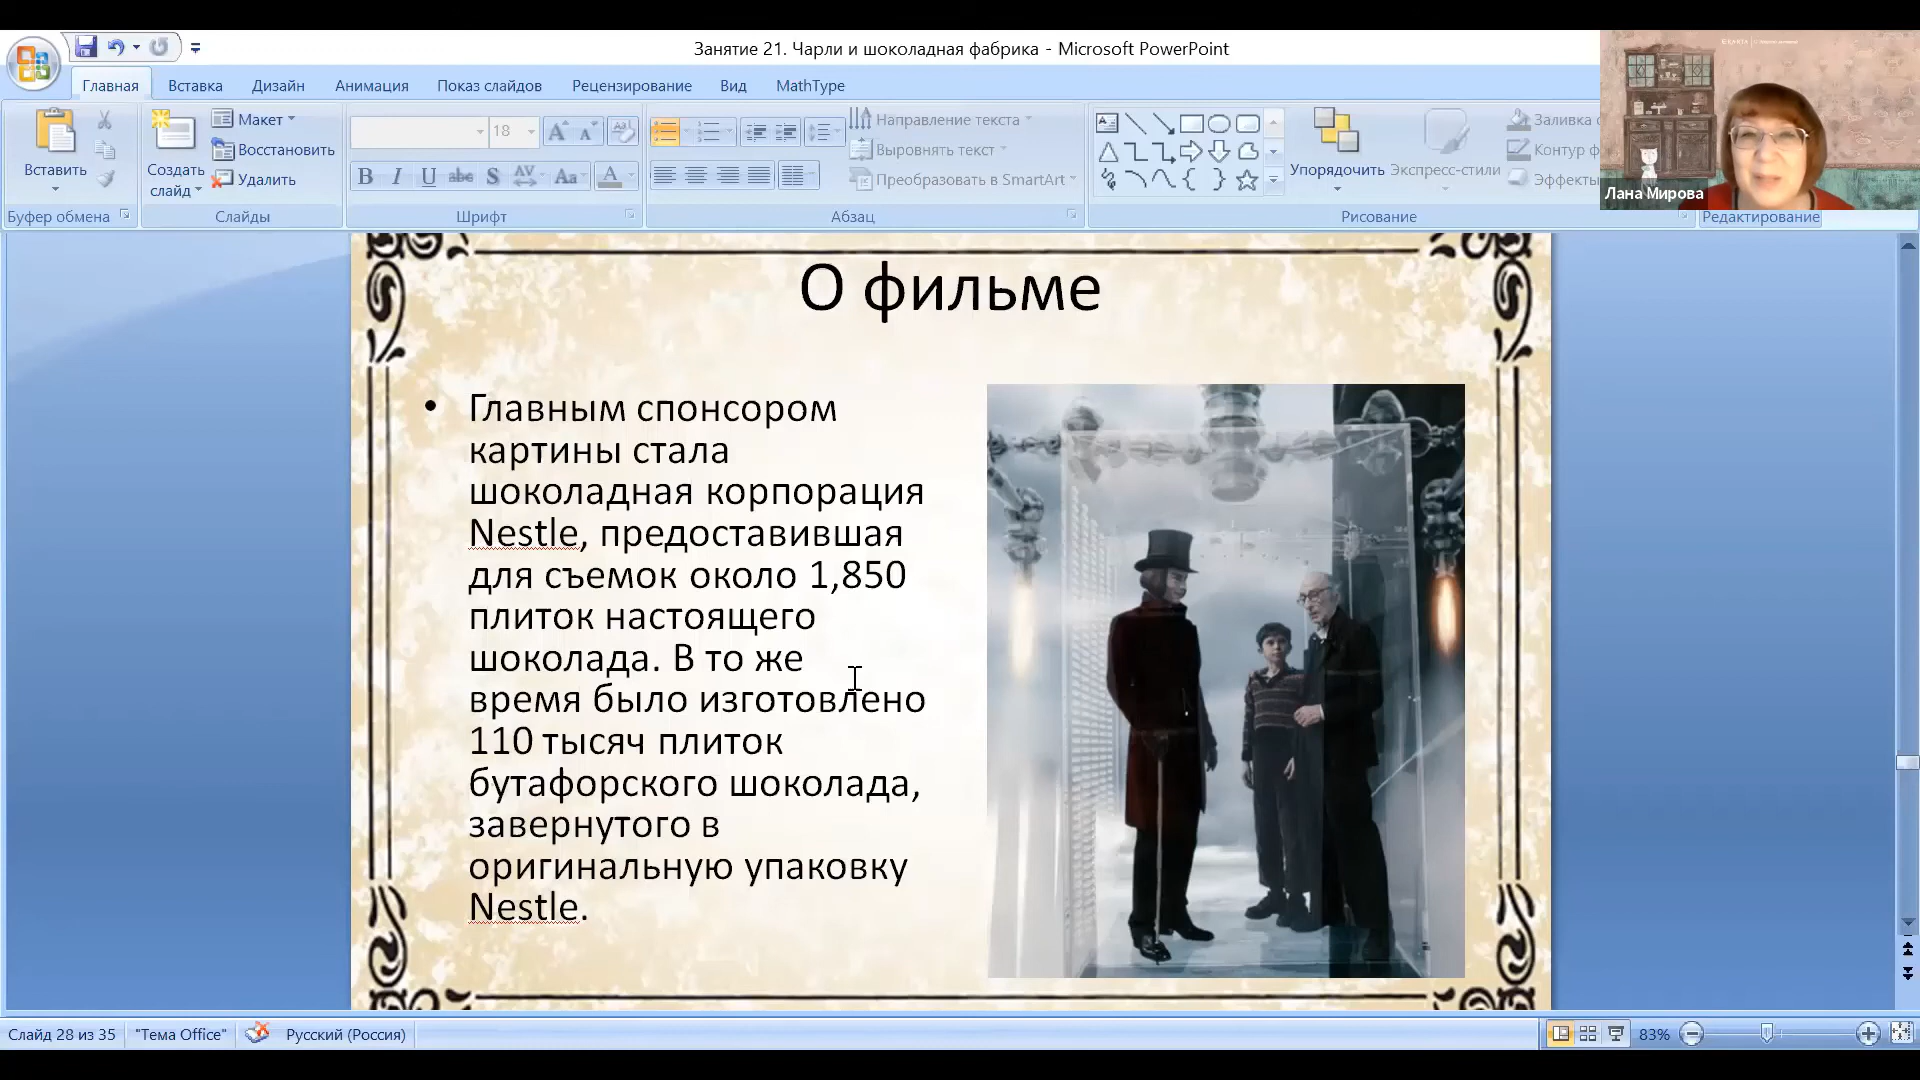 Занятие 21. Чарли и шоколадная фабрика - Microsoft PowerPoint
Главная Вставка Дизайн Анимация Показ слайдов Рецензирование Вид MathType
Вставить
Буфер обмена
Создать слайд
Макет
Восстановить
Удалить
Слайды
18
Шрифт
Направление текста
Выровнять текст
Преобразовать в SmartArt
Абзац
Упорядочить
Экспресс-стили
Заливка
Контур ф
Эффекты
Рисование
Редактирование
Лана Мирова
О фильме
• Главным спонсором
картины стала
шоколадная корпорация
Nestle, предоставившая
для съемок около 1,850
плиток настоящего
шоколада. В то же
время было изготовлено
110 тысяч плиток
бутафорского шоколада,
завернутого в
оригинальную упаковку
Nestle.
Слайд 28 из 35 "Тема Office" Русский (Россия) 83%